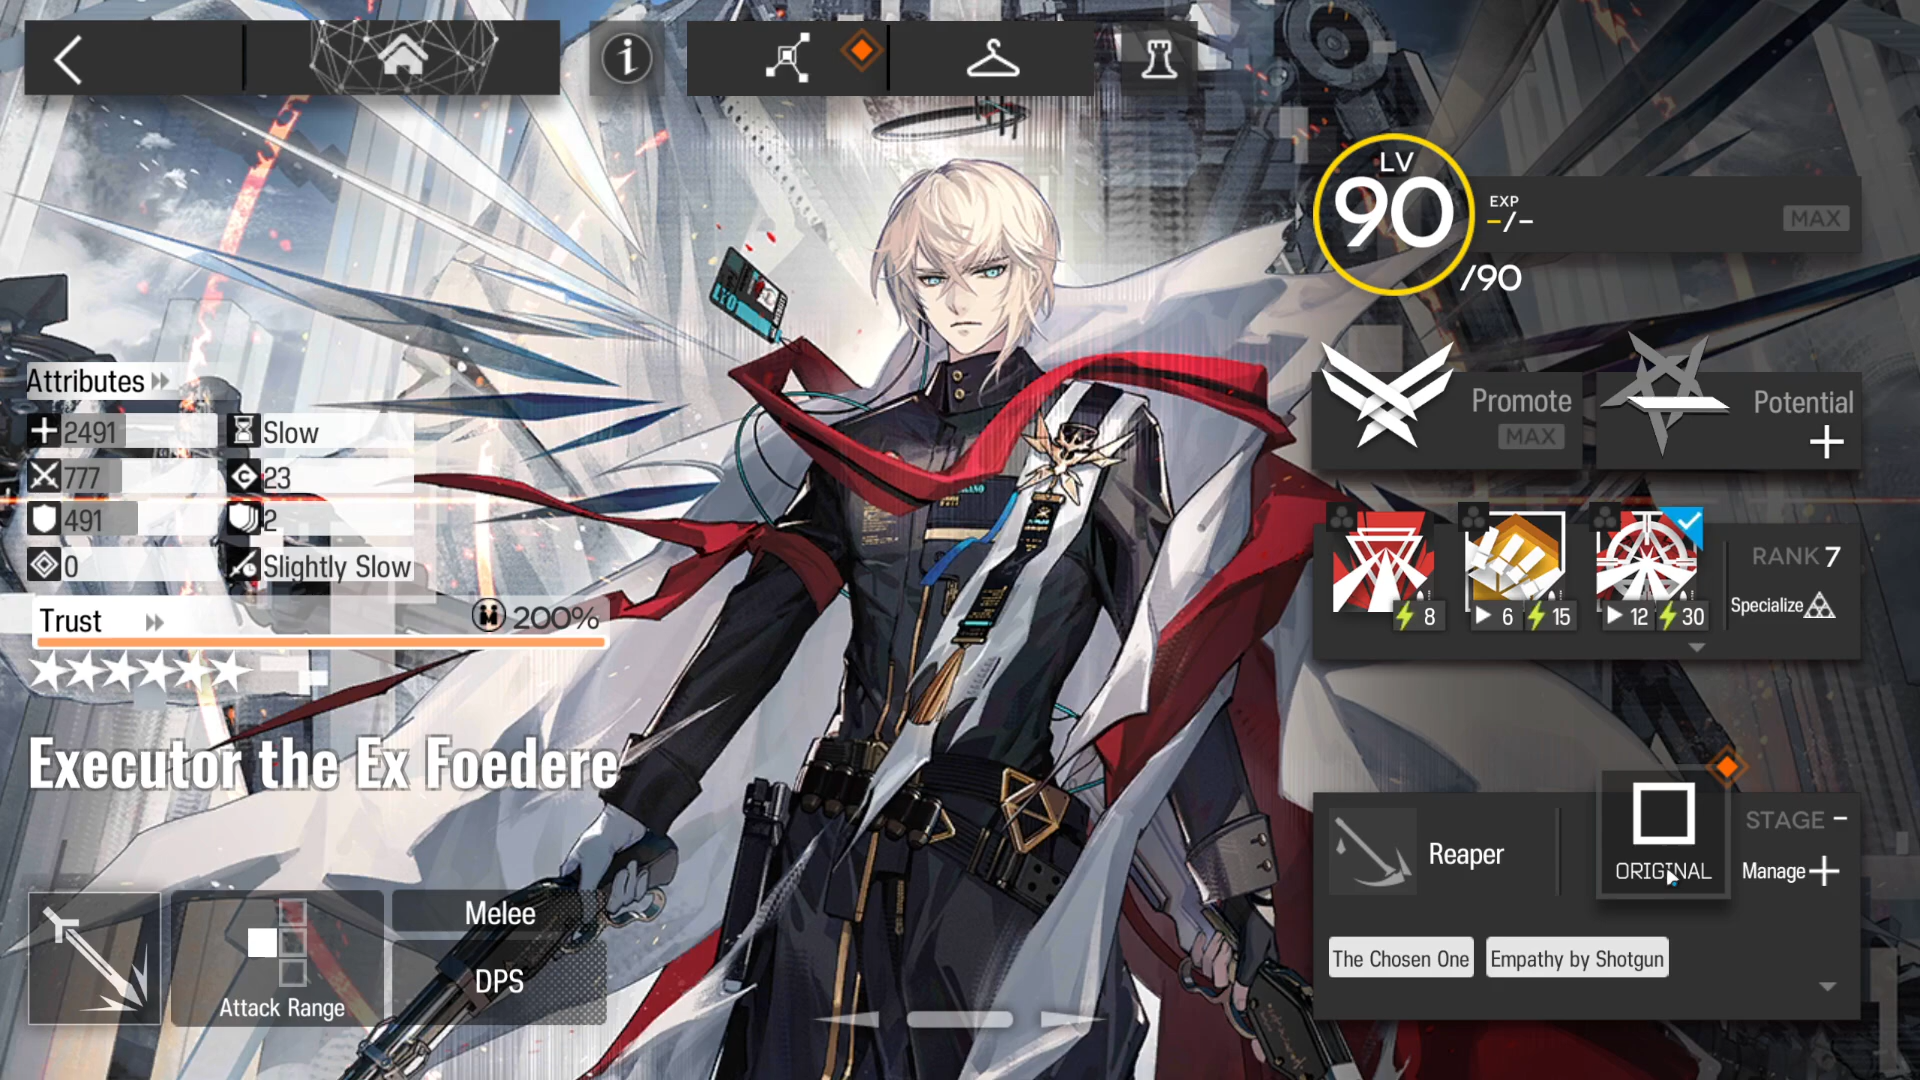 LV
90
/90
EXP
-/-
MAX
LY01
Promote
MAX
Potential
Attributes
2491
Slow
777
23
491
2
0
Slightly Slow
Trust
200%
8
6
15
12
30
RANK 7
Specialize
Executor the Ex Foedere
Reaper
ORIGINAL
STAGE -
Manage
The Chosen One
Empathy by Shotgun
Attack Range
Melee
DPS